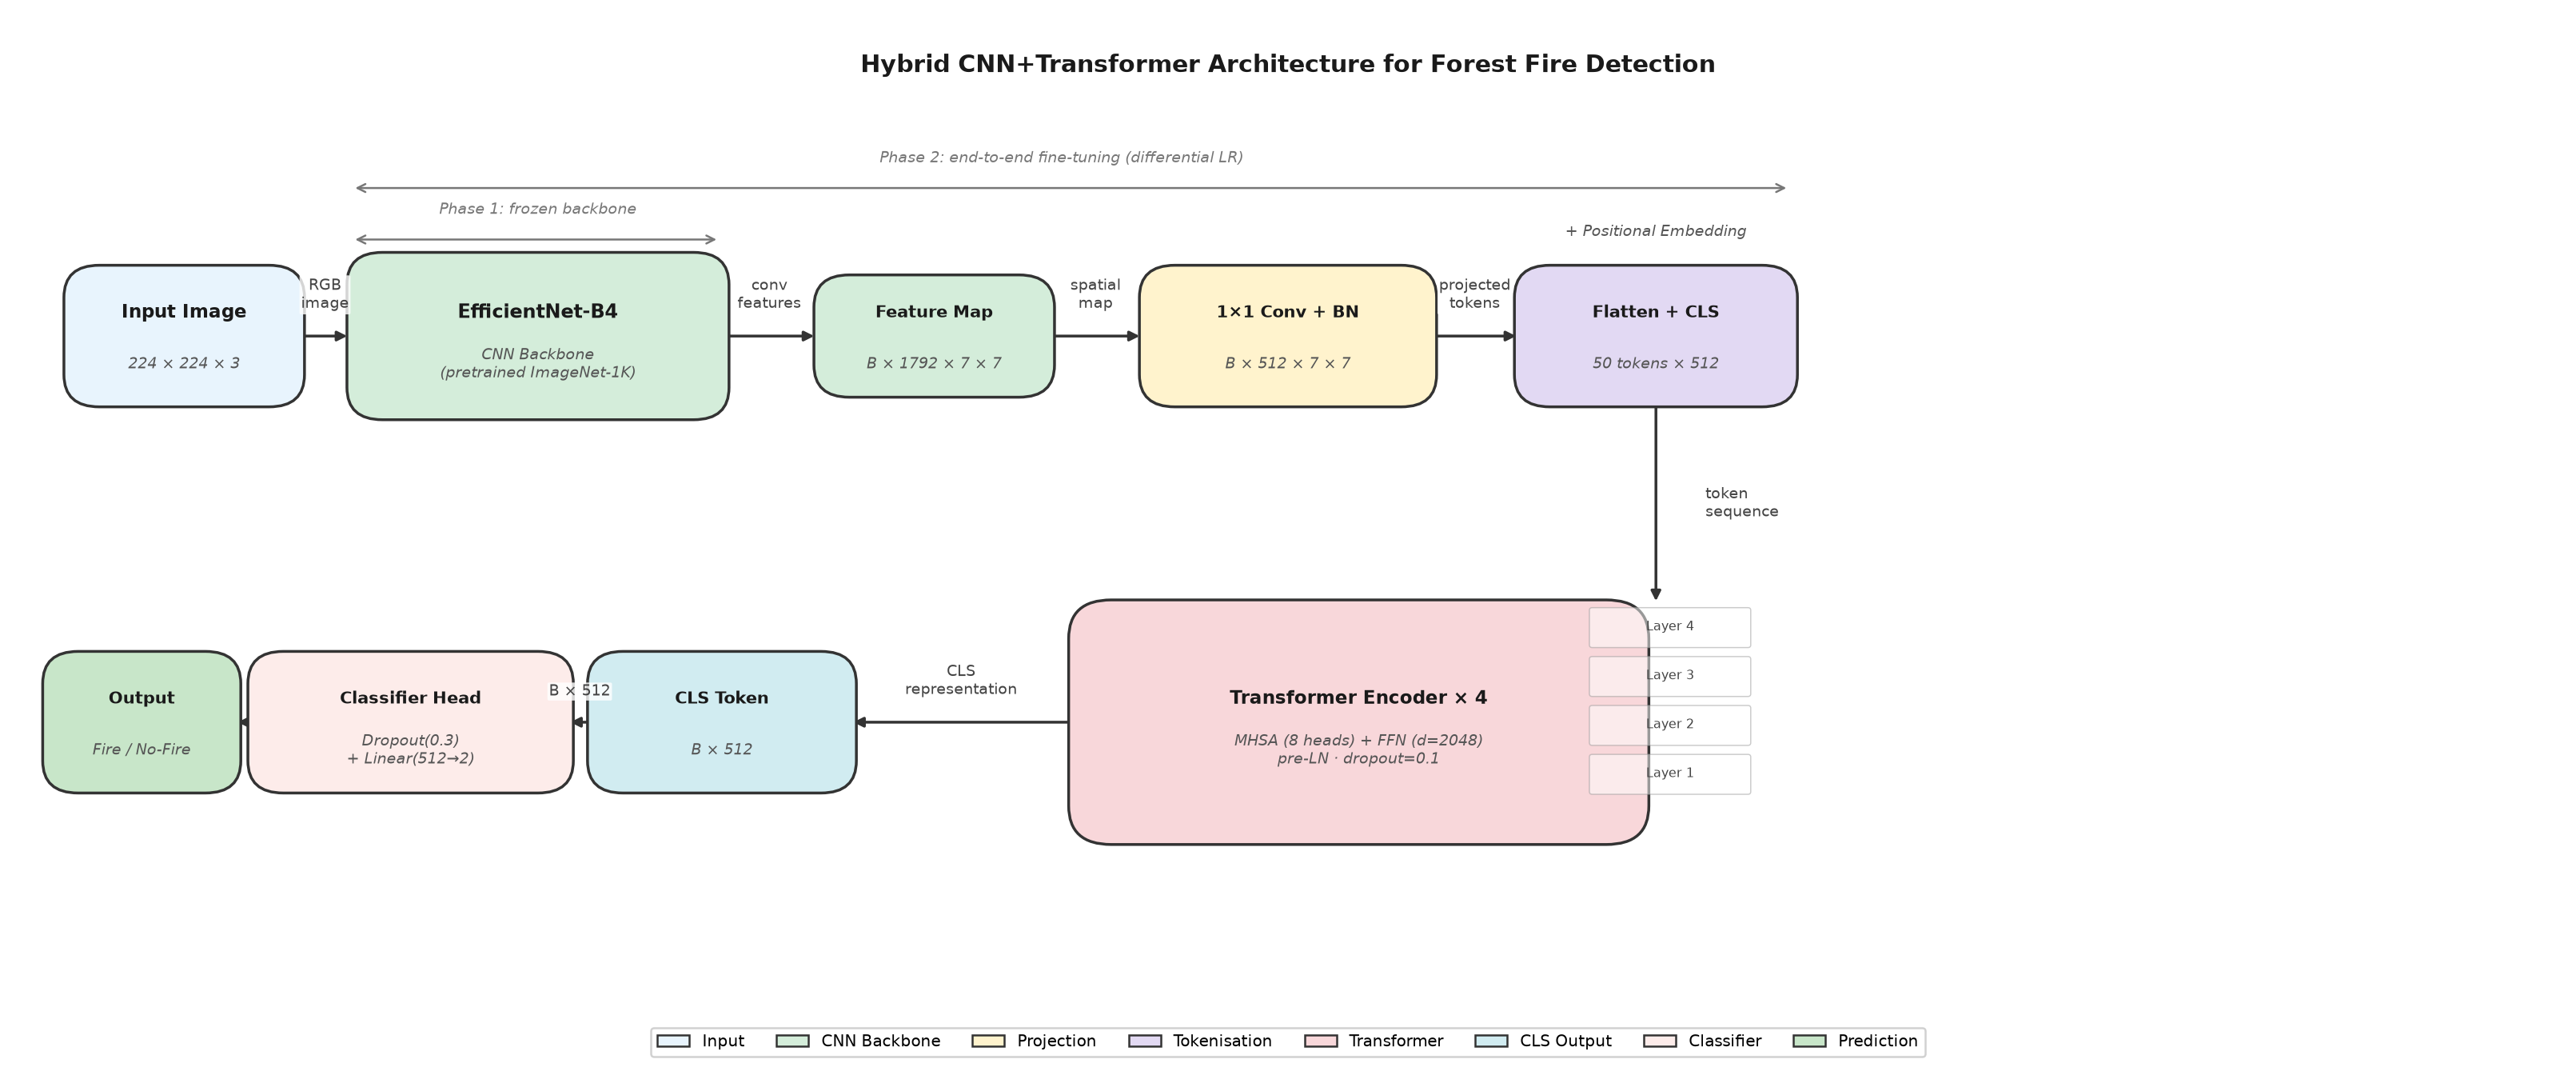 Hybrid CNN+Transformer Architecture for Forest Fire Detection
Phase 2: end-to-end fine-tuning (differential LR)
Phase 1: frozen backbone
+ Positional Embedding
Input Image
224 × 224 × 3
RGB
image
EfficientNet-B4
CNN Backbone
(pretrained ImageNet-1K)
conv
features
Feature Map
B × 1792 × 7 × 7
spatial
map
1×1 Conv + BN
B × 512 × 7 × 7
projected
tokens
Flatten + CLS
50 tokens × 512
token
sequence
Output
Fire / No-Fire
Classifier Head
Dropout(0.3)
+ Linear(512→2)
B × 512
CLS Token
B × 512
CLS
representation
Transformer Encoder × 4
MHSA (8 heads) + FFN (d=2048)
pre-LN · dropout=0.1
Layer 4
Layer 3
Layer 2
Layer 1
Input
CNN Backbone
Projection
Tokenisation
Transformer
CLS Output
Classifier
Prediction